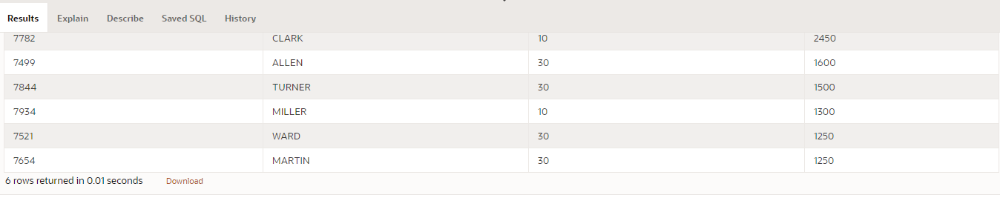 Results Explain Describe Saved SQL History
7782 CLARK 10 2450
7499 ALLEN 30 1600
7844 TURNER 30 1500
7934 MILLER 10 1300
7521 WARD 30 1250
7654 MARTIN 30 1250
6 rows returned in 0.01 seconds Download